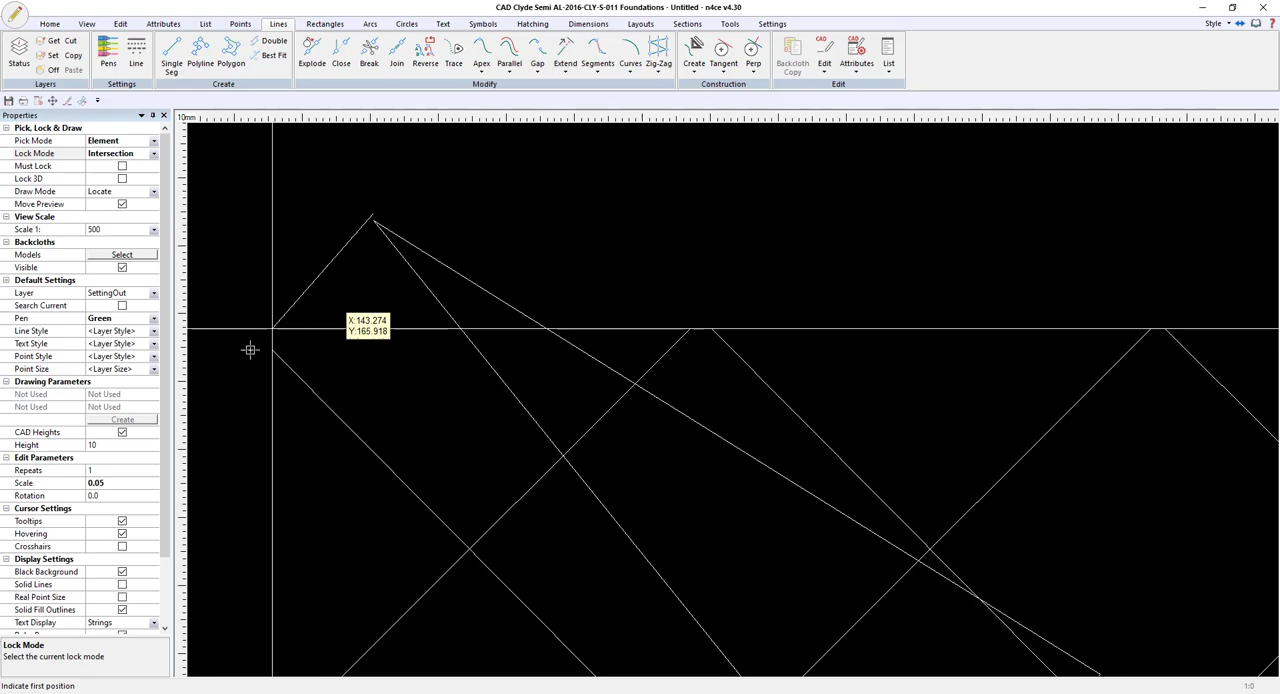 CAD Clyde Semi AL-2016-CLY-S-011 Foundations - Untitled - n4ce v4.30
Home View Edit Attributes List Points Lines Rectangles Arcs Circles Text Symbols Hatching Dimensions Layouts Sections Tools Settings Style
Status Get Cut Set Copy Off Paste
Pens Line
Single Seg Polyline Polygon Double Best Fit
Explode Close Break Join Reverse Trace Apex Parallel Gap Extend Segments Curves Zig-Zag
Create Tangent Perp
Backcloth Copy Edit Attributes List
Layers Settings Create Modify Construction Edit
Properties
10mm
Pick, Lock & Draw
Pick Mode Element
Lock Mode Intersection
Must Lock
Lock 3D
Draw Mode Locate
Move Preview
View Scale
Scale 1: 500
Backcloths
Models Select
Visible
Default Settings
Layer SettingOut
Search Current
Pen Green
Line Style <Layer Style>
Text Style <Layer Style>
Point Style <Layer Style>
Point Size <Layer Size>
Drawing Parameters
Not Used Not Used
Not Used Not Used
Create
CAD Heights
Height 10
Edit Parameters
Repeats 1
Scale 0.05
Rotation 0.0
Cursor Settings
Tooltips
Hovering
Crosshairs
Display Settings
Black Background
Solid Lines
Real Point Size
Solid Fill Outlines
Text Display Strings
X:143.274
Y:165.918
Lock Mode
Select the current lock mode
Indicate first position
1:0